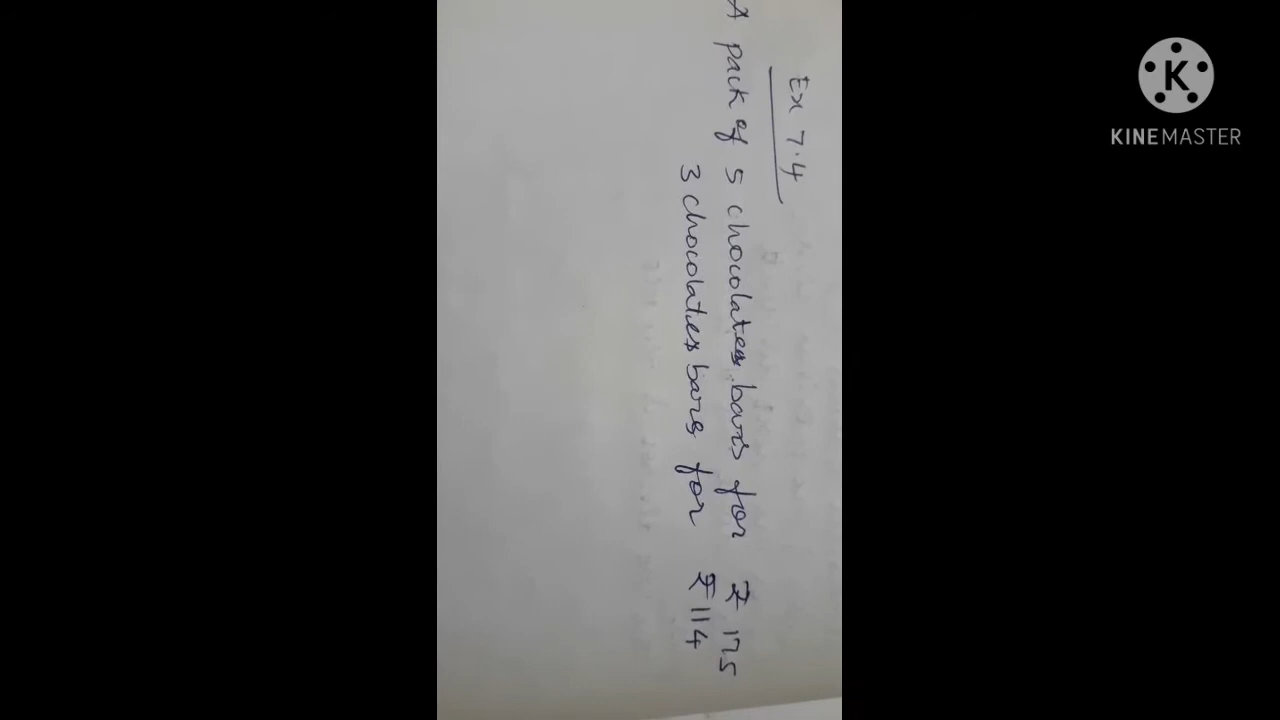 Ex 7.4
A pack of 5 chocolates bars for ₹ 175
3 chocolates bars for ₹ 114
K
KINEMASTER